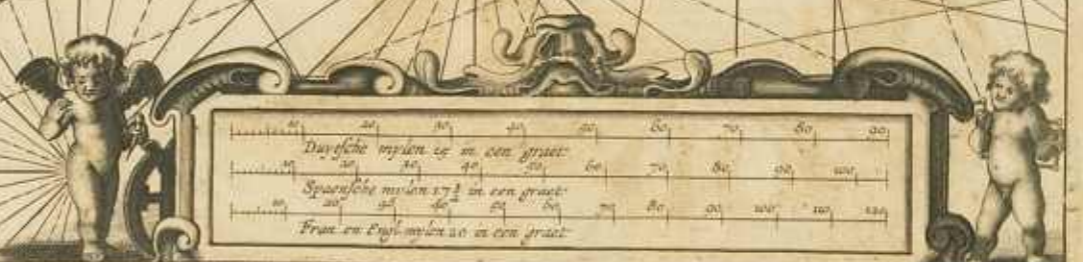 10 20 30 40 50 60 70 80 90
Duytsche mylen 15 in een graet
10 20 30 40 50 60 70 80 90 100
Spaensche mylen 17½ in een graet
10 20 30 40 50 60 70 80 90 100 110 120
Fran en Engl mylen 20 in een graet